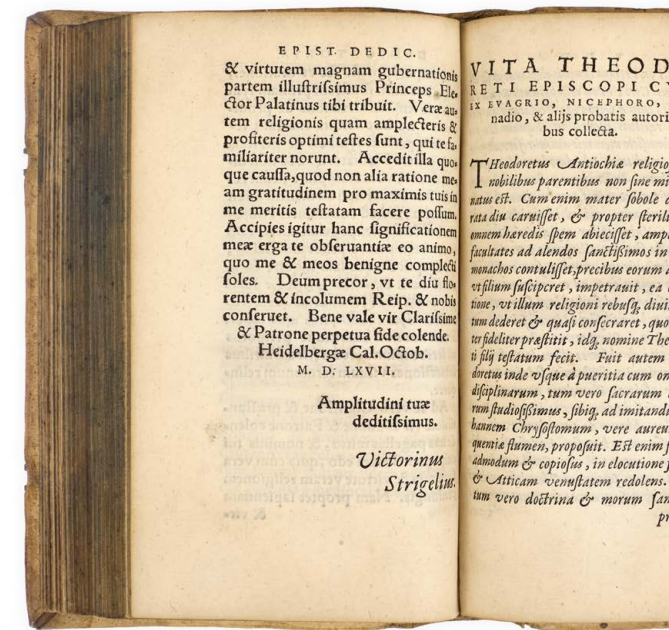 EPIST. DEDIC.
& virtutem magnam gubernationis
partem illuſtriſsimus Princeps Ele-
ctor Palatinus tibi tribuit. Veræ au-
tem religionis quam amplecteris &
profiteris optimi teſtes ſunt, qui te fa-
miliariter norunt. Accedit illa quo-
que cauſſa, quod non alia ratione me-
am gratitudinem pro maximis tuis in
me meritis teſtatam facere poſſum.
Accipies igitur hanc ſignificationem
meæ erga te obſeruantiæ eo animo,
quo me & meos benigne complecti
ſoles. Deum precor, vt te diu flo-
rentem & incolumem Reip. & nobis
conſeruet. Bene vale vir Clariſsime
& Patrone perpetua fide colende.
Heidelbergæ Cal. Octob.
M. D. LXVII.
Amplitudini tuæ
deditiſsimus.
Victorinus
Strigelius.
VITA THEOD
RETI EPISCOPI CY
EX EVAGRIO, NICEPHORO,
nadio, & alijs probatis autori
bus collecta.
THeodoretus Antiochiæ religio
nobilibus parentibus non ſine mi
natus eſt. Cum enim mater ſobole
rata diu caruiſſet, & propter ſteril
omnem hæredis ſpem abieciſſet, amp
facultates ad alendos ſanctiſsimos in
monachos contuliſſet, precibus eorum
vt filium ſuſciperet, impetrauit, ea
tione, vt illum religioni rebuſq; diui
tum dederet & quaſi conſecraret, quo
ter fideliter præſtitit, idq; nomine The
ti filij teſtatum fecit. Fuit autem
doretus inde vſque à pueritia cum on
diſciplinarum, tum vero ſacrarum
rum ſtudioſiſsimus, ſibiq; ad imitanda
hannem Chryſoſtomum, vere aureu
quentiæ flumen, propoſuit. Eſt enim
admodum & copioſus, in elocutione
& Atticam venuſtatem redolens.
tum vero doctrina & morum ſan
pr